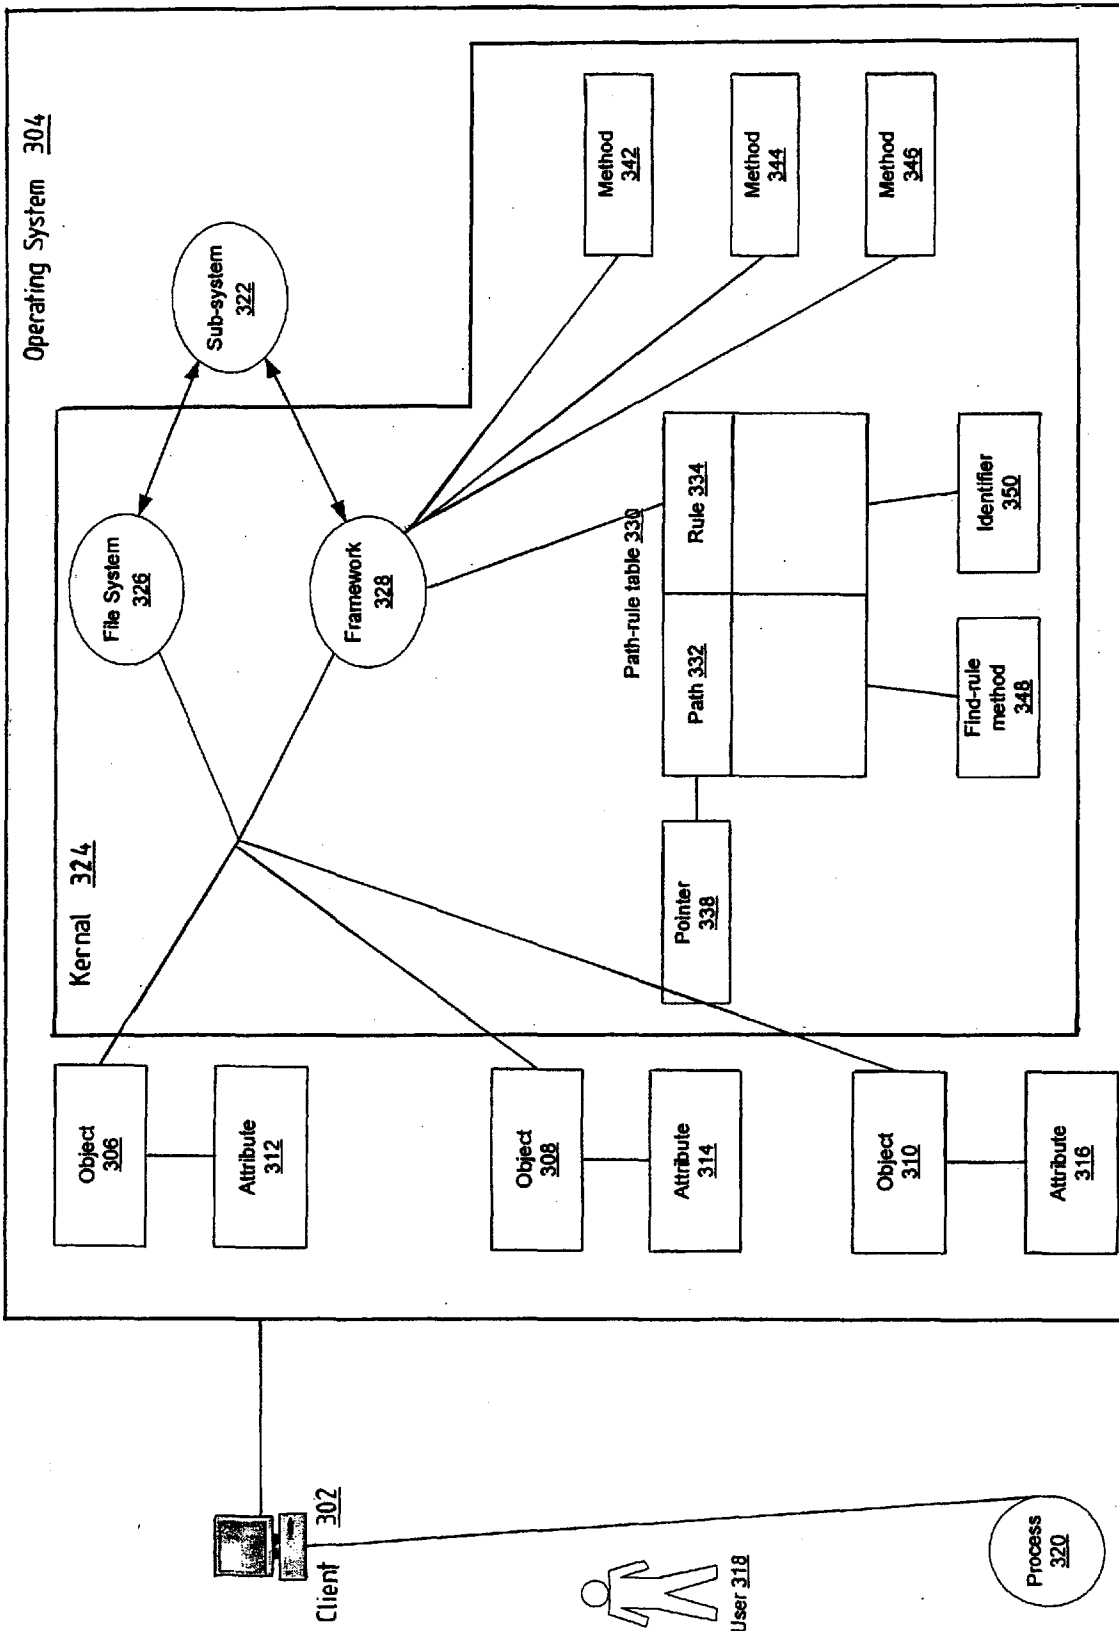 Operating System 304
Kernal 324
Sub-system
322
File System
326
Framework
328
Method
342
Method
344
Method
346
Path-rule table 330
Path 332
Rule 334
Pointer
338
Find-rule
method
348
Identifier
350
Object
306
Attribute
312
Object
308
Attribute
314
Object
310
Attribute
316
Client 302
User 318
Process
320